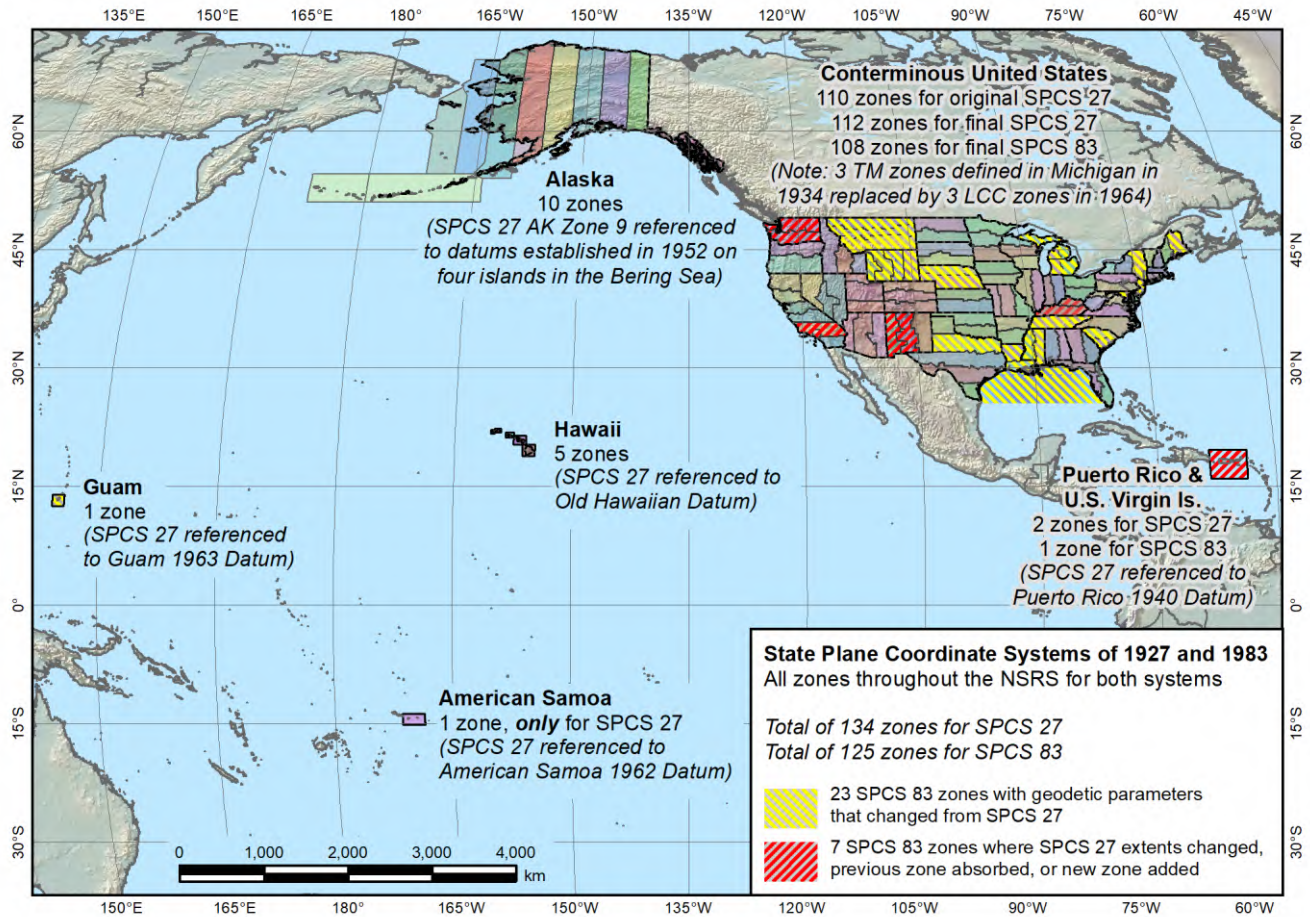 135°E 150°E 165°E 180° 165°W 150°W 135°W 120°W 105°W 90°W 75°W 60°W 45°W
60°N
45°N
30°N
15°N
0°
15°S
30°S
Conterminous United States
110 zones for original SPCS 27
112 zones for final SPCS 27
108 zones for final SPCS 83
(Note: 3 TM zones defined in Michigan in
1934 replaced by 3 LCC zones in 1964)
Alaska
10 zones
(SPCS 27 AK Zone 9 referenced
to datums established in 1952 on
four islands in the Bering Sea)
Hawaii
5 zones
(SPCS 27 referenced to
Old Hawaiian Datum)
Guam
1 zone
(SPCS 27 referenced
to Guam 1963 Datum)
Puerto Rico &
U.S. Virgin Is.
2 zones for SPCS 27
1 zone for SPCS 83
(SPCS 27 referenced to
Puerto Rico 1940 Datum)
American Samoa
1 zone, only for SPCS 27
(SPCS 27 referenced to
American Samoa 1962 Datum)
State Plane Coordinate Systems of 1927 and 1983
All zones throughout the NSRS for both systems
Total of 134 zones for SPCS 27
Total of 125 zones for SPCS 83
23 SPCS 83 zones with geodetic parameters
that changed from SPCS 27
7 SPCS 83 zones where SPCS 27 extents changed,
previous zone absorbed, or new zone added
0 1,000 2,000 3,000 4,000
km
60°N
45°N
30°N
15°N
0°
15°S
30°S
150°E 165°E 180° 165°W 150°W 135°W 120°W 105°W 90°W 75°W 60°W